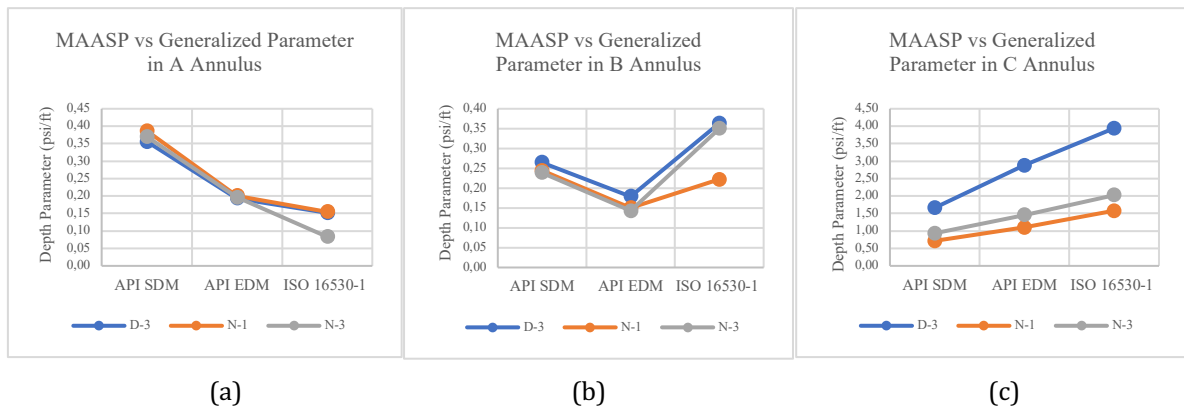 MAASP vs Generalized Parameter
in A Annulus
Depth Parameter (psi/ft)
0,45
0,40
0,35
0,30
0,25
0,20
0,15
0,10
0,05
0,00
API SDM API EDM ISO 16530-1
D-3 N-1 N-3
(a)
MAASP vs Generalized
Parameter in B Annulus
Depth Parameter (psi/ft)
0,40
0,35
0,30
0,25
0,20
0,15
0,10
0,05
0,00
API SDM API EDM ISO 16530-1
D-3 N-1 N-3
(b)
MAASP vs Generalized
Parameter in C Annulus
Depth Parameter (psi/ft)
4,50
4,00
3,50
3,00
2,50
2,00
1,50
1,00
0,50
0,00
API SDM API EDM ISO 16530-1
D-3 N-1 N-3
(c)